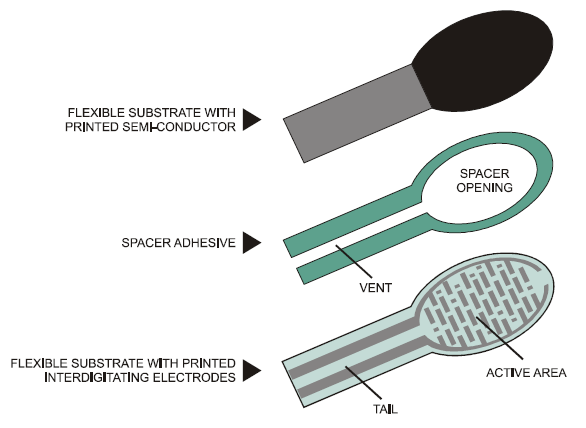 FLEXIBLE SUBSTRATE WITH
PRINTED SEMI-CONDUCTOR
SPACER
OPENING
SPACER ADHESIVE
VENT
FLEXIBLE SUBSTRATE WITH PRINTED
INTERDIGITATING ELECTRODES
ACTIVE AREA
TAIL